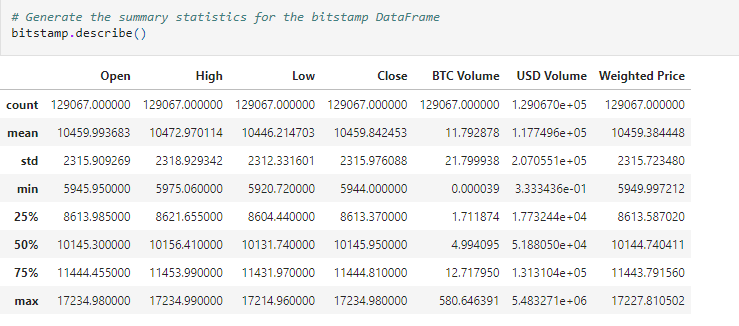 # Generate the summary statistics for the bitstamp DataFrame
bitstamp.describe()
Open High Low Close BTC Volume USD Volume Weighted Price
count 129067.000000 129067.000000 129067.000000 129067.000000 129067.000000 1.290670e+05 129067.000000
mean 10459.993683 10472.970114 10446.214703 10459.842453 11.792878 1.177496e+05 10459.384448
std 2315.909269 2318.929342 2312.331601 2315.976088 21.799938 2.070551e+05 2315.723480
min 5945.950000 5975.060000 5920.720000 5944.000000 0.000039 3.333436e-01 5949.997212
25% 8613.985000 8621.655000 8604.440000 8613.370000 1.711874 1.773244e+04 8613.587020
50% 10145.300000 10156.410000 10131.740000 10145.950000 4.994095 5.188050e+04 10144.740411
75% 11444.455000 11453.990000 11431.970000 11444.810000 12.717950 1.313104e+05 11443.791560
max 17234.980000 17234.990000 17214.960000 17234.980000 580.646391 5.483271e+06 17227.810502